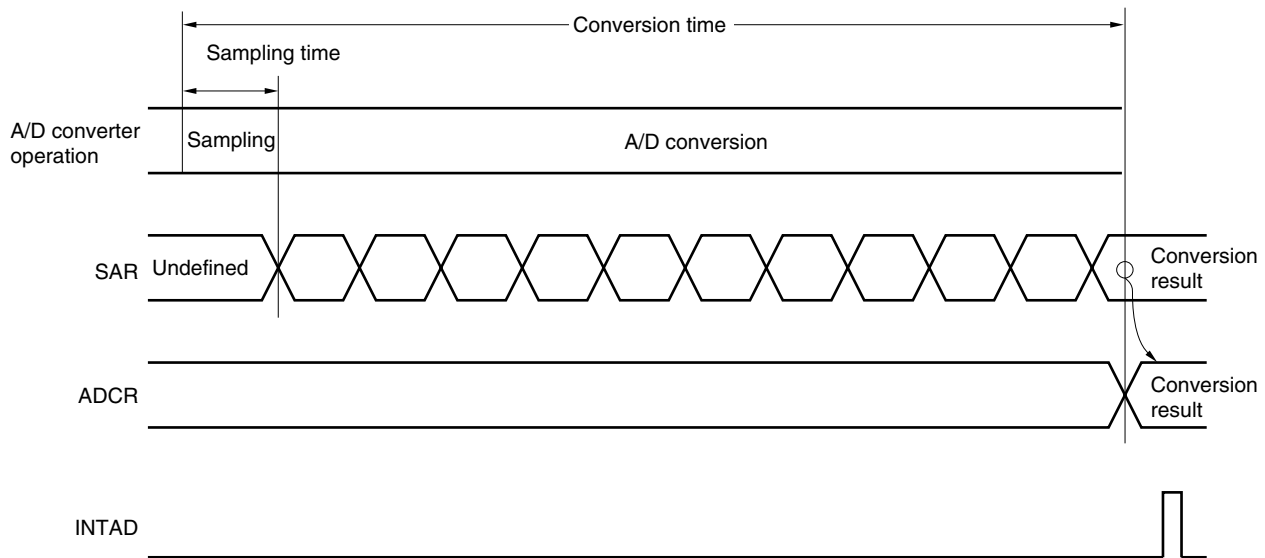 Conversion time
Sampling time
A/D converter
operation
Sampling
A/D conversion
SAR
Undefined
Conversion
result
ADCR
Conversion
result
INTAD